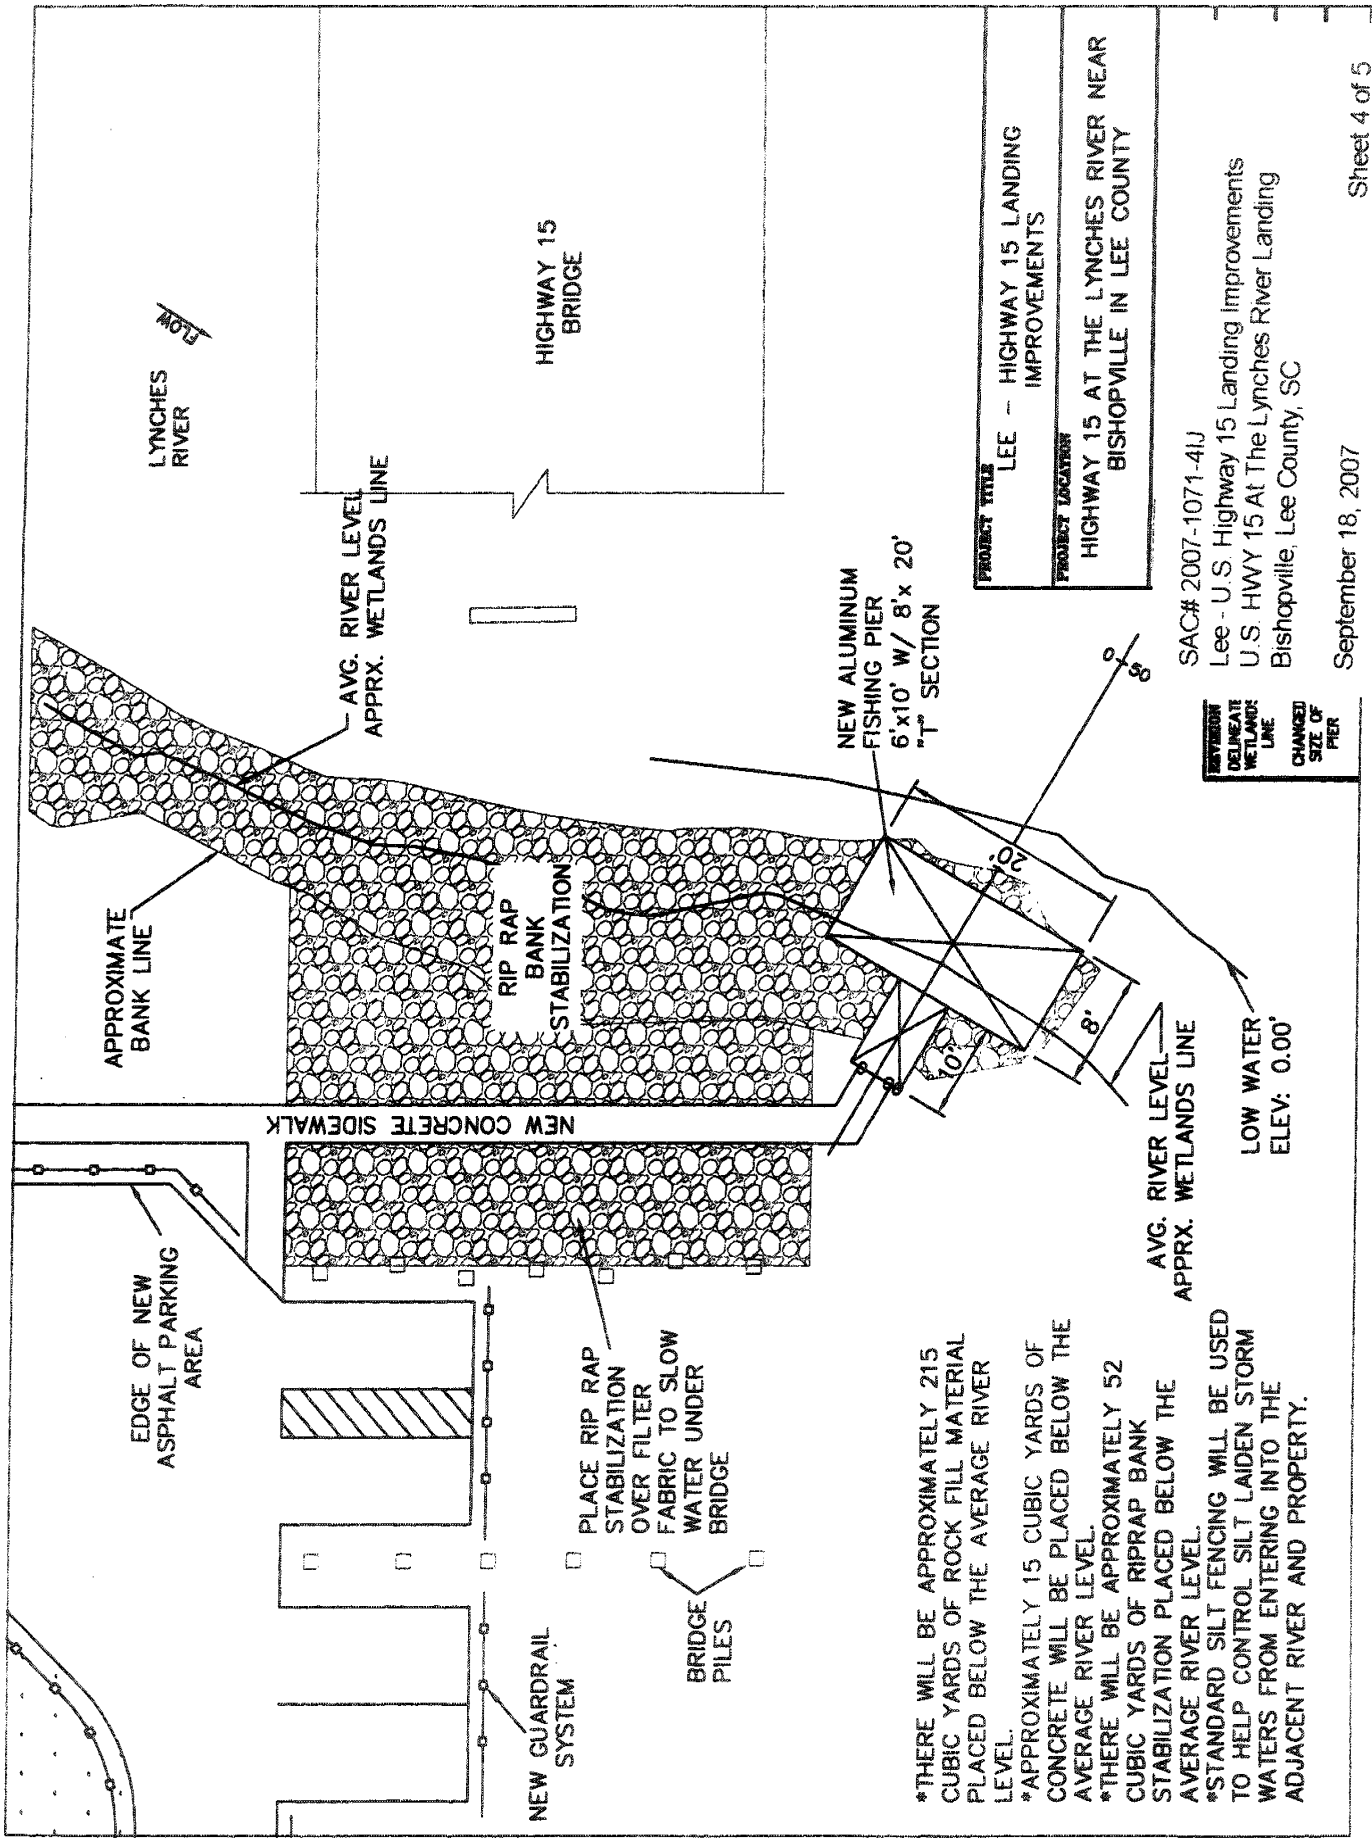 LYNCHES
RIVER
FLOW
HIGHWAY 15
BRIDGE
AVG. RIVER LEVEL
APPRX. WETLANDS LINE
APPROXIMATE
BANK LINE
RIP RAP
BANK
STABILIZATION
NEW CONCRETE SIDEWALK
EDGE OF NEW
ASPHALT PARKING
AREA
PLACE RIP RAP
STABILIZATION
OVER FILTER
FABRIC TO SLOW
WATER UNDER
BRIDGE
BRIDGE
PILES
NEW GUARDRAIL
SYSTEM
NEW ALUMINUM
FISHING PIER
6'x10' W/ 8'x 20'
"T" SECTION
20'
8'
10'
0+50
AVG. RIVER LEVEL
APPRX. WETLANDS LINE
LOW WATER
ELEV: 0.00'
*THERE WILL BE APPROXIMATELY 215
CUBIC YARDS OF ROCK FILL MATERIAL
PLACED BELOW THE AVERAGE RIVER
LEVEL.
*APPROXIMATELY 15 CUBIC YARDS OF
CONCRETE WILL BE PLACED BELOW THE
AVERAGE RIVER LEVEL.
*THERE WILL BE APPROXIMATELY 52
CUBIC YARDS OF RIPRAP BANK
STABILIZATION PLACED BELOW THE
AVERAGE RIVER LEVEL.
*STANDARD SILT FENCING WILL BE USED
TO HELP CONTROL SILT LAIDEN STORM
WATERS FROM ENTERING INTO THE
ADJACENT RIVER AND PROPERTY.
PROJECT TITLE
LEE - HIGHWAY 15 LANDING
IMPROVEMENTS
PROJECT LOCATION
HIGHWAY 15 AT THE LYNCHES RIVER NEAR
BISHOPVILLE IN LEE COUNTY
REVISION
DELINEATE
WETLANDS
LINE
CHANGED
SIZE OF
PIER
SAC# 2007-1071-4IJ
Lee - U.S. Highway 15 Landing Improvements
U.S. HWY 15 At The Lynches River Landing
Bishopville, Lee County, SC
September 18, 2007
Sheet 4 of 5